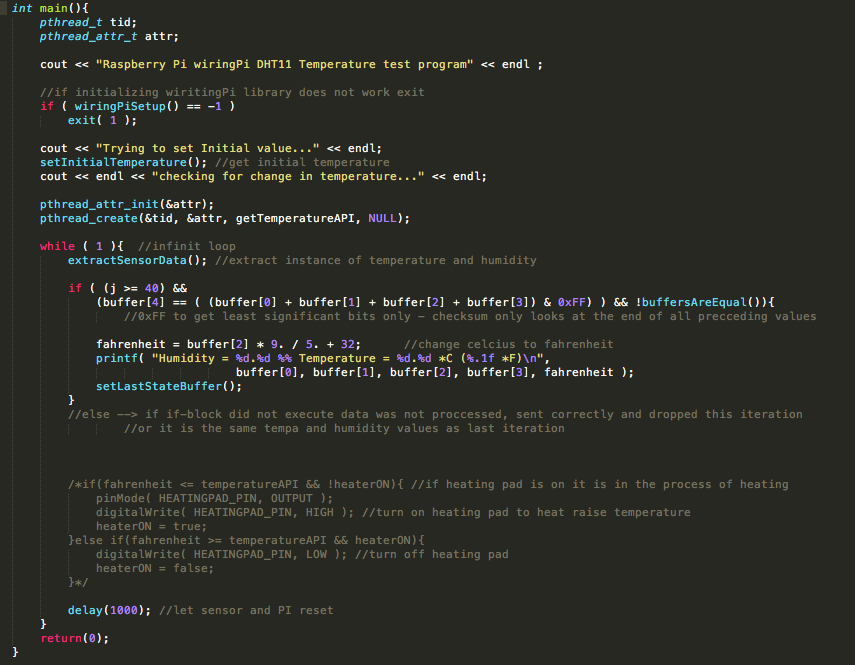 int main(){
pthread_t tid;
pthread_attr_t attr;
cout << "Raspberry Pi wiringPi DHT11 Temperature test program" << endl ;
//if initializing wiritingPi library does not work exit
if ( wiringPiSetup() == -1 )
exit( 1 );
cout << "Trying to set Initial value..." << endl;
setInitialTemperature(); //get initial temperature
cout << endl << "checking for change in temperature..." << endl;
pthread_attr_init(&attr);
pthread_create(&tid, &attr, getTemperatureAPI, NULL);
while ( 1 ){  //infinit loop
extractSensorData(); //extract instance of temperature and humidity
if ( (j >= 40) &&
(buffer[4] == ( (buffer[0] + buffer[1] + buffer[2] + buffer[3]) & 0xFF) ) && !buffersAreEqual()){
//0xFF to get least significant bits only - checksum only looks at the end of all precceding values
fahrenheit = buffer[2] * 9. / 5. + 32;      //change celcius to fahrenheit
printf( "Humidity = %d.%d %% Temperature = %d.%d *C (%.1f *F)\n",
buffer[0], buffer[1], buffer[2], buffer[3], fahrenheit );
setLastStateBuffer();
}
//else --> if if-block did not execute data was not proccessed, sent correctly and dropped this iteration
//or it is the same tempa and humidity values as last iteration
/*if(fahrenheit <= temperatureAPI && !heaterON){ //if heating pad is on it is in the process of heating
pinMode( HEATINGPAD_PIN, OUTPUT );
digitalWrite( HEATINGPAD_PIN, HIGH ); //turn on heating pad to heat raise temperature
heaterON = true;
}else if(fahrenheit >= temperatureAPI && heaterON){
digitalWrite( HEATINGPAD_PIN, LOW ); //turn off heating pad
heaterON = false;
}*/
delay(1000); //let sensor and PI reset
}
return(0);
}